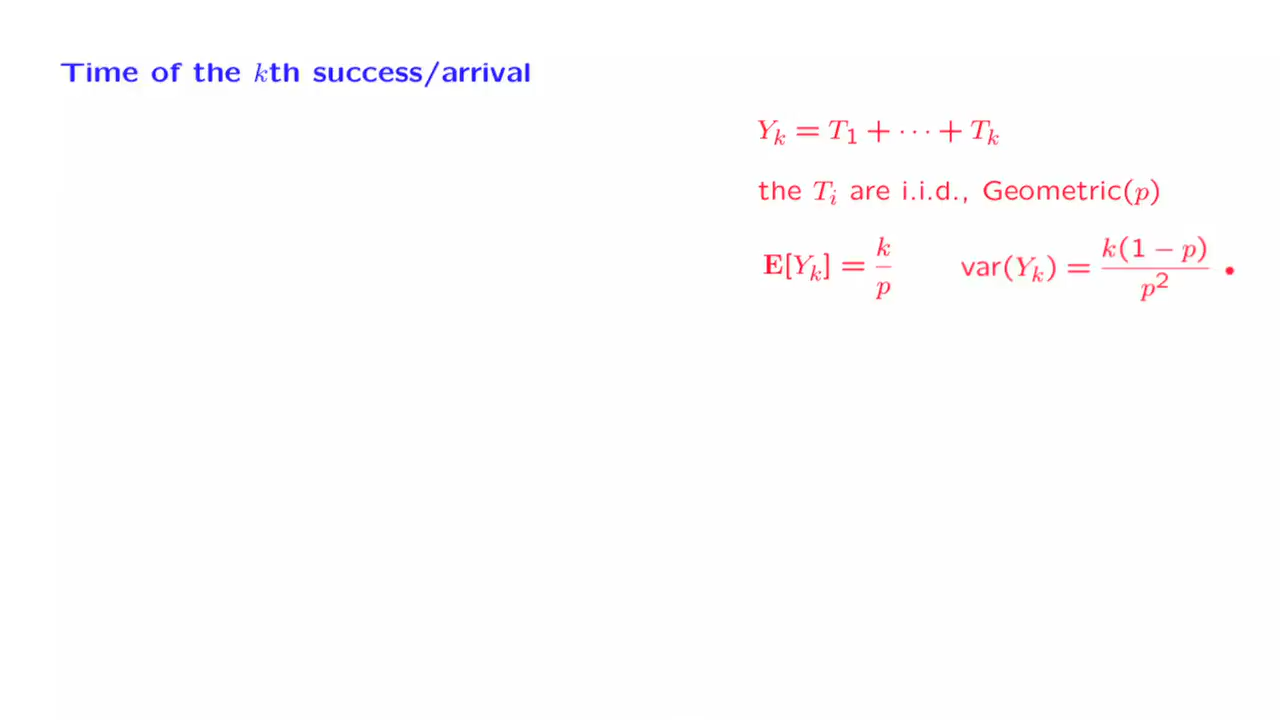 Time of the kth success/arrival
Y_k = T_1 + ⋯ + T_k
the T_i are i.i.d., Geometric(p)
E[Y_k] = k/p    var(Y_k) = k(1 − p)/p^2